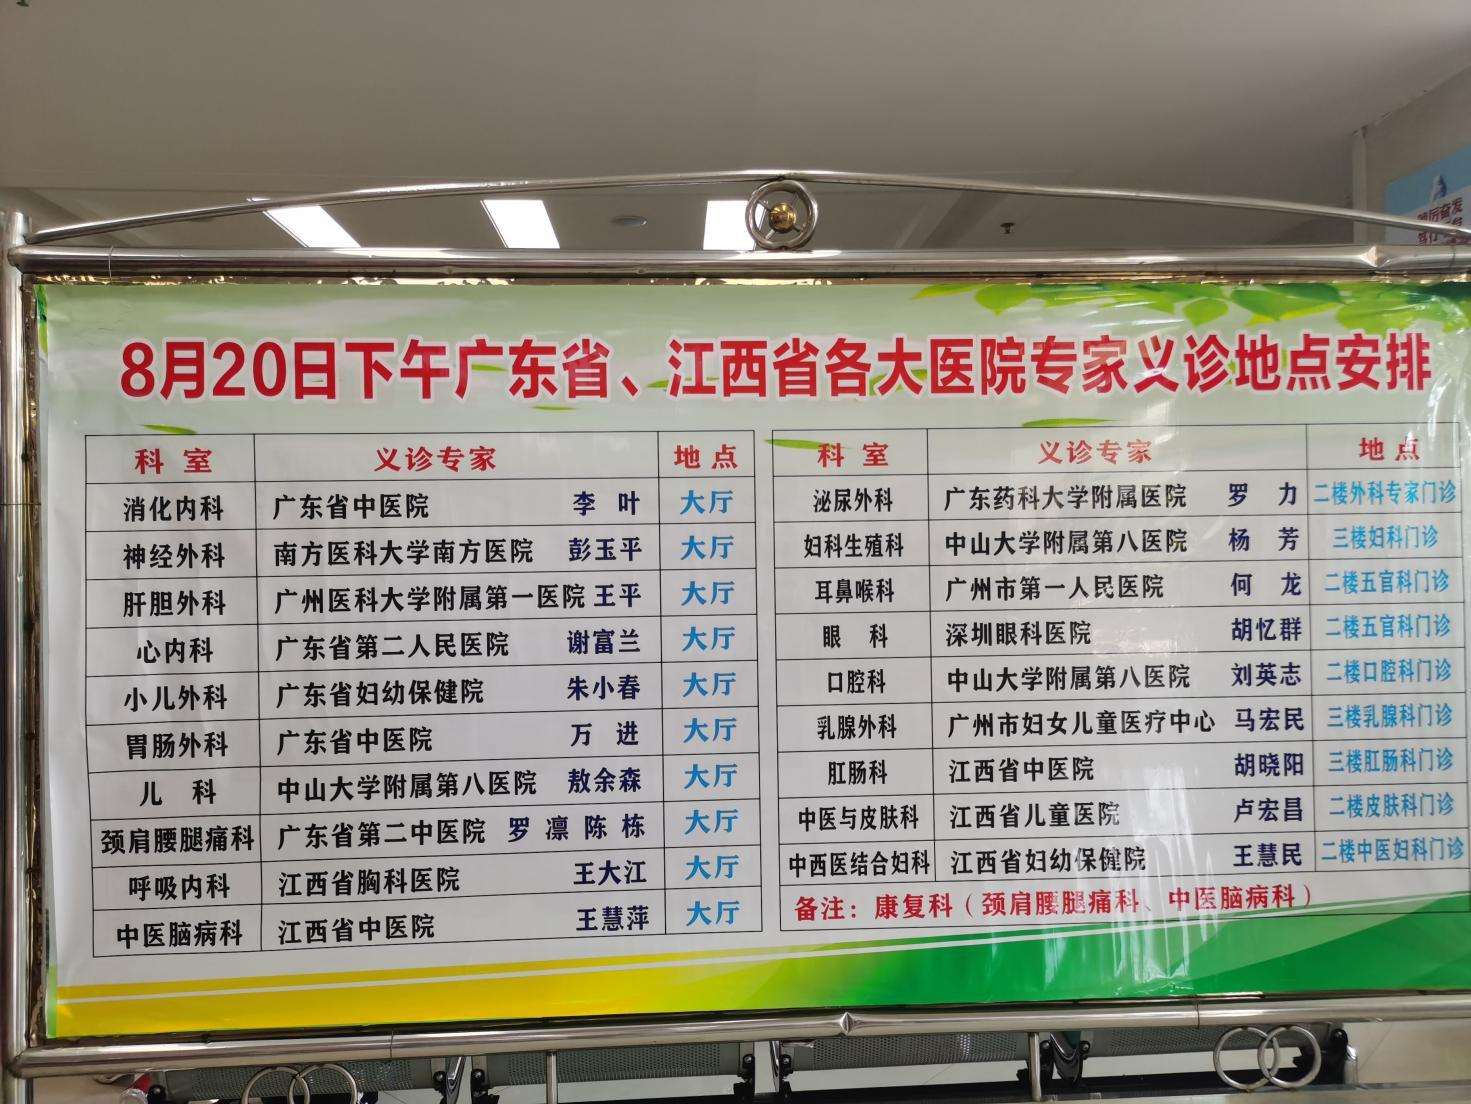 8月20日下午广东省、江西省各大医院专家义诊地点安排
科 室 义诊专家 地 点
消化内科 广东省中医院 李 叶 大厅
神经外科 南方医科大学南方医院 彭玉平 大厅
肝胆外科 广州医科大学附属第一医院 王平 大厅
心内科 广东省第二人民医院 谢富兰 大厅
小儿外科 广东省妇幼保健院 朱小春 大厅
胃肠外科 广东省中医院 万 进 大厅
儿 科 中山大学附属第八医院 敖余森 大厅
颈肩腰腿痛科 广东省第二中医院 罗 凛 陈 栋 大厅
呼吸内科 江西省胸科医院 王大江 大厅
中医脑病科 江西省中医院 王慧萍 大厅
科 室 义诊专家 地 点
泌尿外科 广东药科大学附属医院 罗 力 二楼外科专家门诊
妇科生殖科 中山大学附属第八医院 杨 芳 三楼妇科门诊
耳鼻喉科 广州市第一人民医院 何 龙 二楼五官科门诊
眼 科 深圳眼科医院 胡忆群 二楼五官科门诊
口腔科 中山大学附属第八医院 刘英志 二楼口腔科门诊
乳腺外科 广州市妇女儿童医疗中心 马宏民 三楼乳腺科门诊
肛肠科 江西省中医院 胡晓阳 三楼肛肠科门诊
中医与皮肤科 江西省儿童医院 卢宏昌 二楼皮肤科门诊
中西医结合妇科 江西省妇幼保健院 王慧民 二楼中医妇科门诊
备注：康复科（颈肩腰腿痛科、中医脑病科）
厉奋发